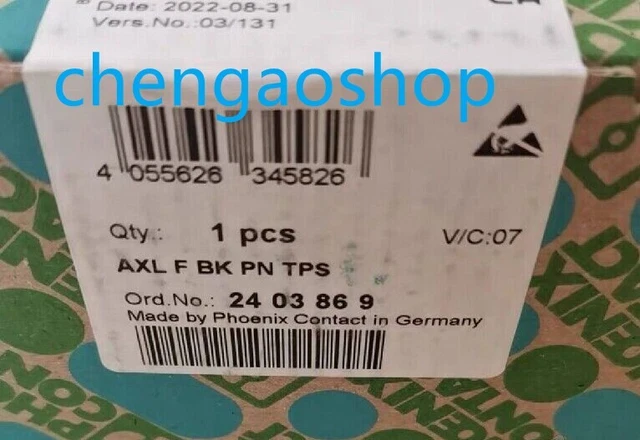 Date: 2022-08-31
Vers.No.: 03/131
chengaoshop
4 055626 345826
Qty.: 1 pcs
V/C:07
AXL F BK PN TPS
Ord.No.: 24 03 86 9
Made by Phoenix Contact in Germany